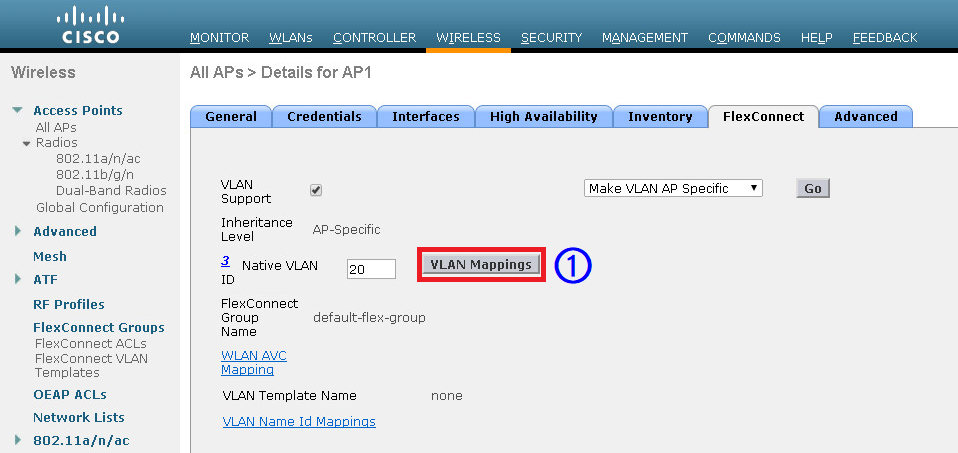 CISCO
MONITOR WLANs CONTROLLER WIRELESS SECURITY MANAGEMENT COMMANDS HELP FEEDBACK
Wireless
Access Points
All APs
Radios
802.11a/n/ac
802.11b/g/n
Dual-Band Radios
Global Configuration
Advanced
Mesh
ATF
RF Profiles
FlexConnect Groups
FlexConnect ACLs
FlexConnect VLAN
Templates
OEAP ACLs
Network Lists
802.11a/n/ac
All APs > Details for AP1
General Credentials Interfaces High Availability Inventory FlexConnect Advanced
VLAN
Support
Make VLAN AP Specific Go
Inheritance
Level
AP-Specific
3 Native VLAN
ID
20 VLAN Mappings 1
FlexConnect
Group
Name
default-flex-group
WLAN AVC
Mapping
VLAN Template Name none
VLAN Name Id Mappings